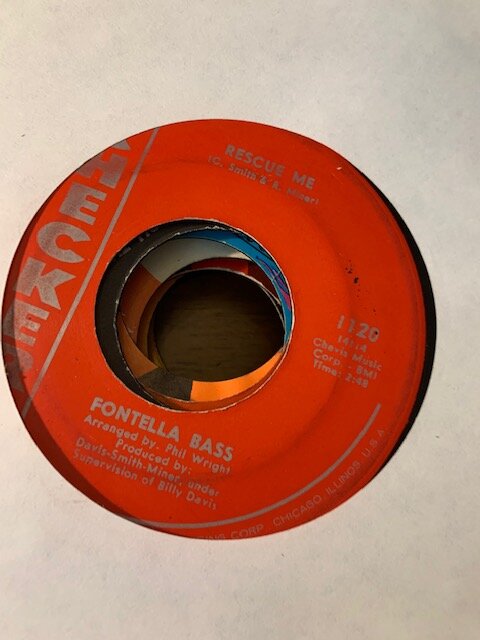 CHECKER
RESCUE ME
(C. Smith & R. Miner)
1120
Chevis Music
Corp. : BMI
Time: 2:48
FONTELLA BASS
Arranged by. Phil Wright
Produced by:
Davis-Smith-Miner, under
Supervision of Billy Davis
CORP. CHICAGO, ILLINOIS, U.S.A.